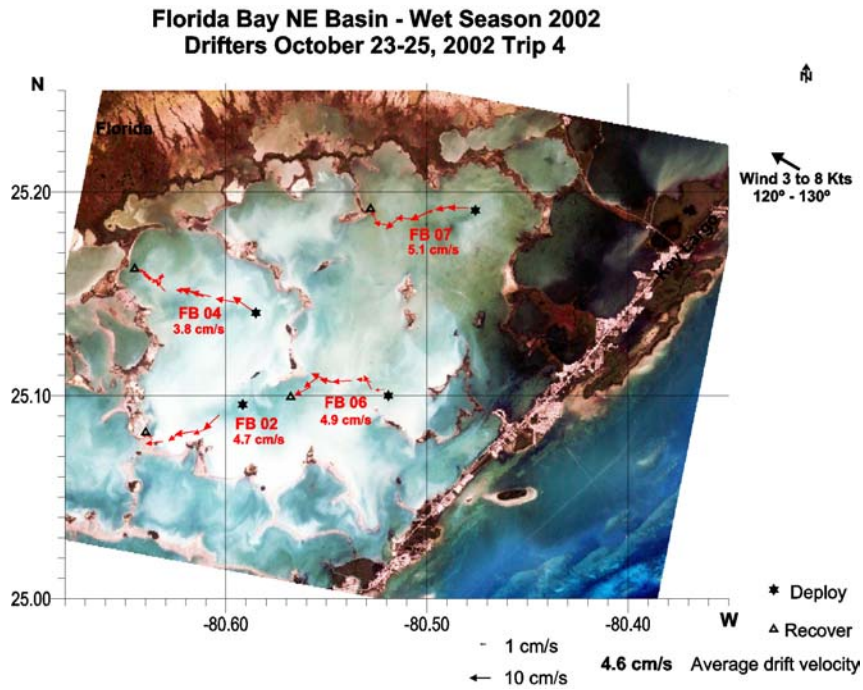 Florida Bay NE Basin - Wet Season 2002
Drifters October 23-25, 2002 Trip 4
N
N
Florida
Wind 3 to 8 Kts
120º - 130º
25.20
FB 07
5.1 cm/s
Key Largo
FB 04
3.8 cm/s
25.10
FB 06
4.9 cm/s
FB 02
4.7 cm/s
25.00
Deploy
-80.60
-80.50
-80.40
W
Recover
- 1 cm/s
10 cm/s
4.6 cm/s Average drift velocity